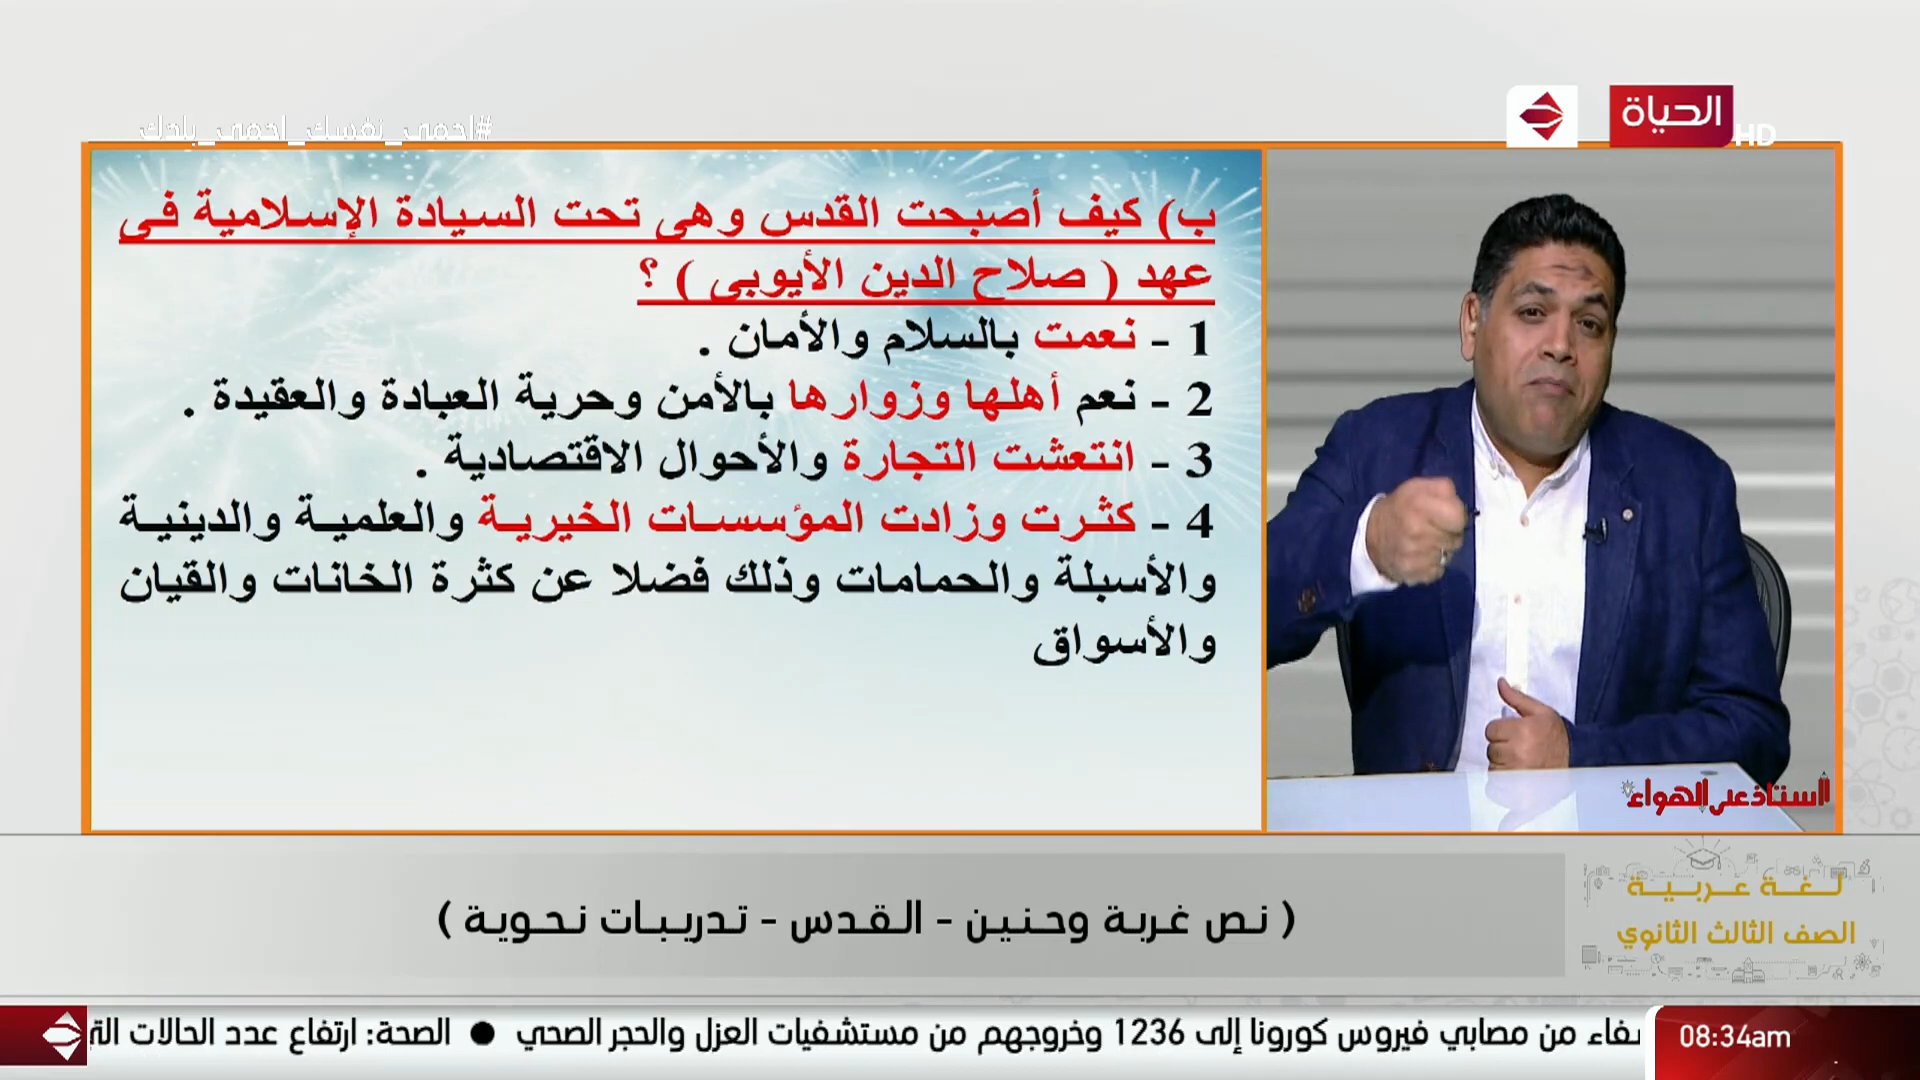 #احمي_نفسك_احمي_بلدك
الحياة
HD
ب) كيف أصبحت القدس وهى تحت السيادة الإسلامية فى
عهد ( صلاح الدين الأيوبى ) ؟
1 - نعمت بالسلام والأمان .
2 - نعم أهلها وزوارها بالأمن وحرية العبادة والعقيدة .
3 - انتعشت التجارة والأحوال الاقتصادية .
4 - كثرت وزادت المؤسسات الخيرية والعلمية والدينية
والأسبلة والحمامات وذلك فضلا عن كثرة الخانات والقيان
والأسواق
أستاذ على الهواء
لغة عربية
الصف الثالث الثانوي
( نص غربة وحنين - القدس - تدريبات نحوية )
من مصابي فيروس كورونا إلى 1236 وخروجهم من مستشفيات العزل والحجر الصحي ● الصحة: ارتفاع عدد الحالات
08:34am